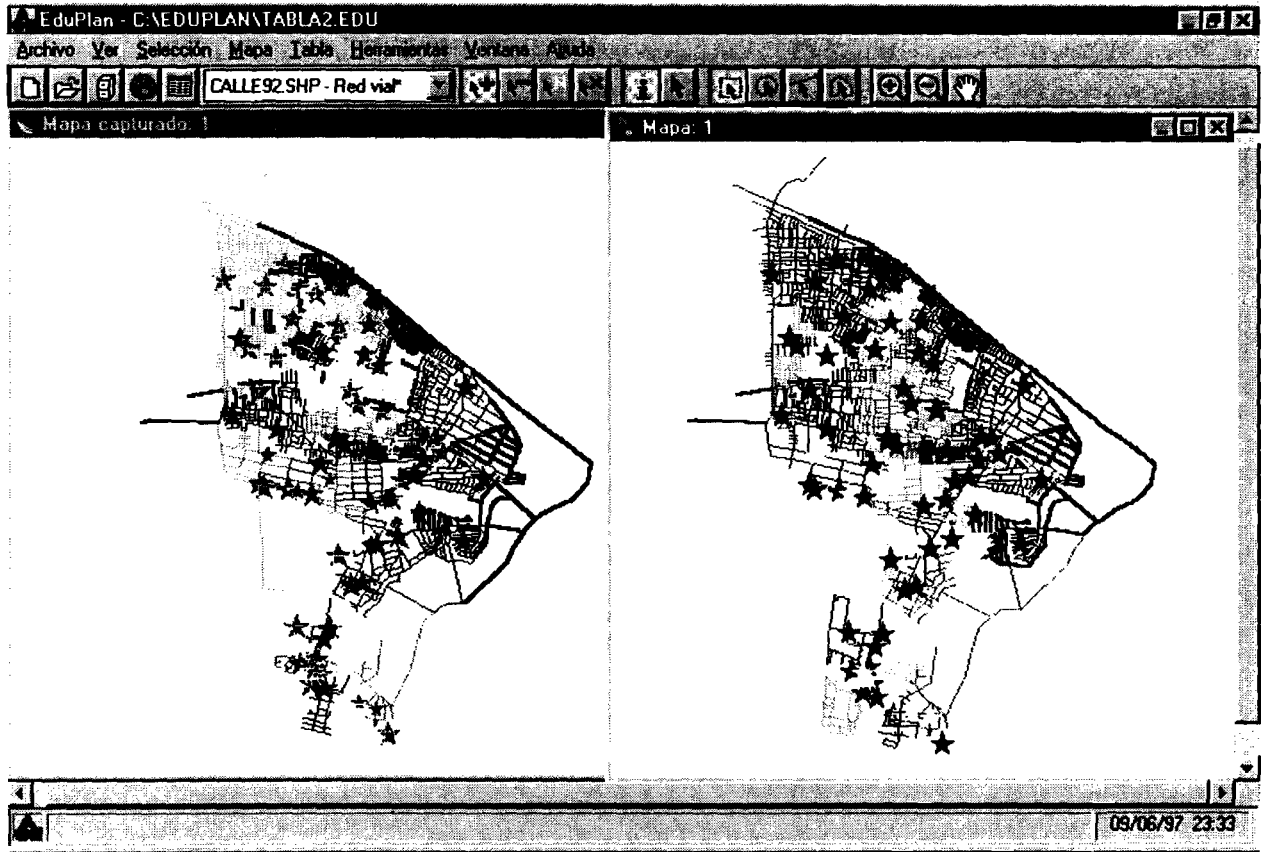 EduPlan - C:\EDUPLAN\TABLA2.EDU
Archivo Ver Selección Mapa Tabla Herramientas Ventana Ayuda
CALLE92.SHP - Red vial*
Mapa capturado: 1
Mapa: 1
09/06/97 23:33